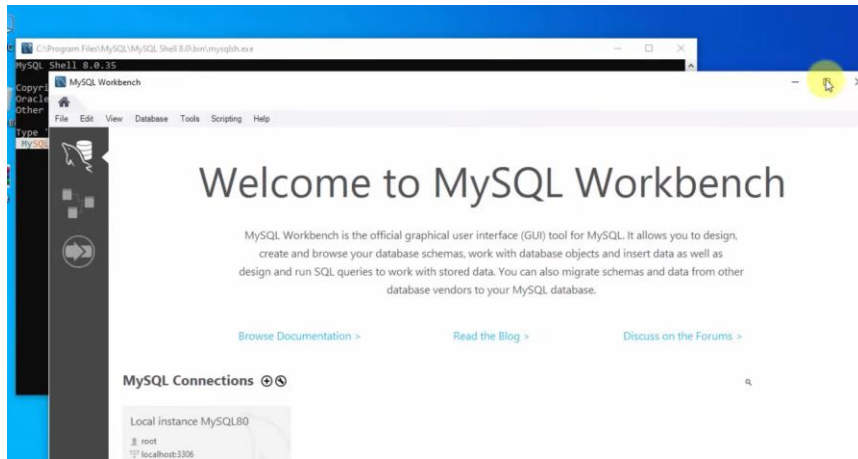 C:\Program Files\MySQL\MySQL Shell 8.0\bin\mysqlsh.exe
MySQL Shell 8.0.35
Copyri
Oracle
Other
Type '
MySQL
MySQL Workbench
File Edit View Database Tools Scripting Help
Welcome to MySQL Workbench
MySQL Workbench is the official graphical user interface (GUI) tool for MySQL. It allows you to design,
create and browse your database schemas, work with database objects and insert data as well as
design and run SQL queries to work with stored data. You can also migrate schemas and data from other
database vendors to your MySQL database.
Browse Documentation >
Read the Blog >
Discuss on the Forums >
MySQL Connections
Local instance MySQL80
root
localhost:3306